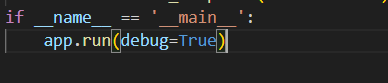 if __name__ == '__main__':
    app.run(debug=True)